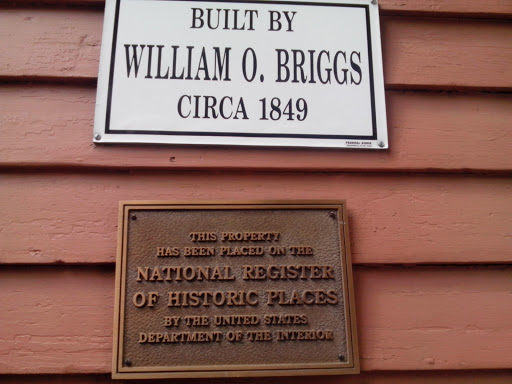 BUILT BY
WILLIAM O. BRIGGS
CIRCA 1849
THIS PROPERTY
HAS BEEN PLACED ON THE
NATIONAL REGISTER
OF HISTORIC PLACES
BY THE UNITED STATES
DEPARTMENT OF THE INTERIOR